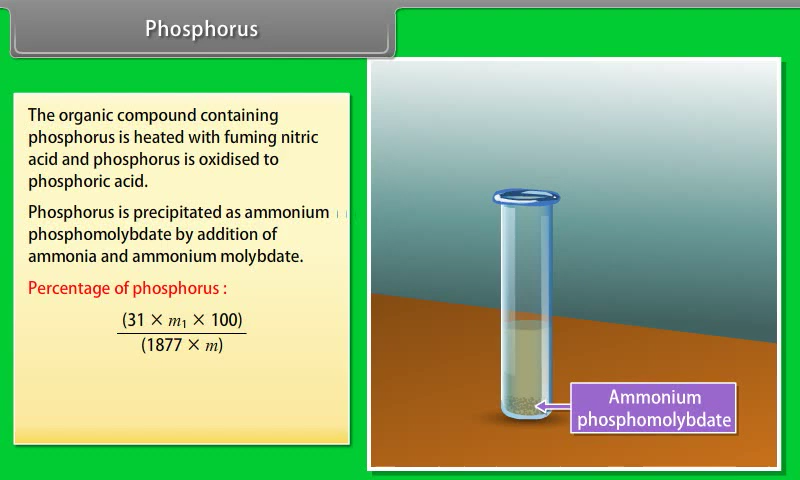 Phosphorus
The organic compound containing
phosphorus is heated with fuming nitric
acid and phosphorus is oxidised to
phosphoric acid.
Phosphorus is precipitated as ammonium
phosphomolybdate by addition of
ammonia and ammonium molybdate.
Percentage of phosphorus :
(31 × m₁ × 100)
(1877 × m)
Ammonium
phosphomolybdate